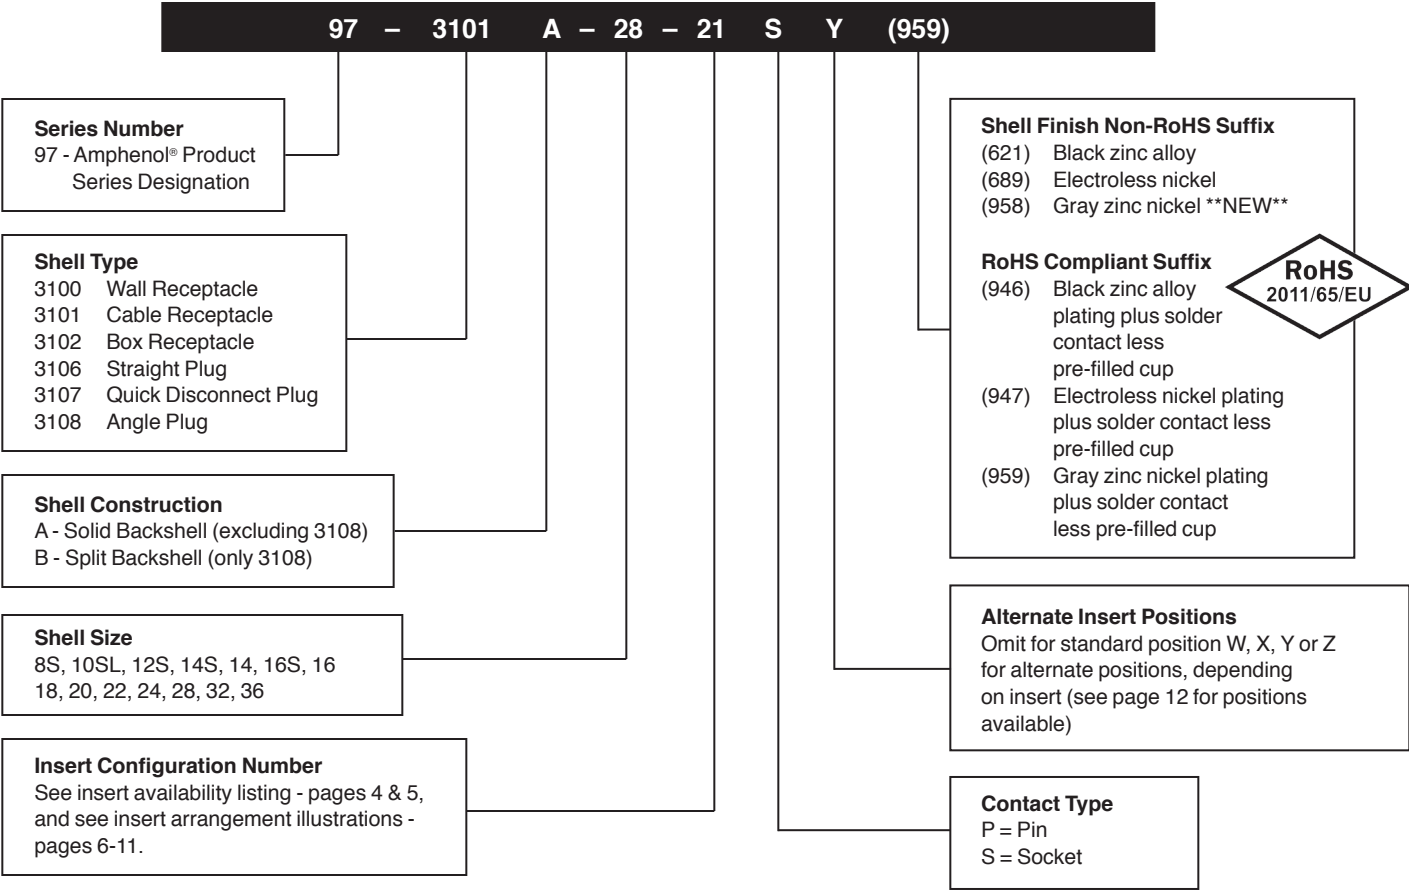 97 – 3101 A – 28 – 21 S Y (959)
Series Number
97 - Amphenol® Product
Series Designation
Shell Type
3100 Wall Receptacle
3101 Cable Receptacle
3102 Box Receptacle
3106 Straight Plug
3107 Quick Disconnect Plug
3108 Angle Plug
Shell Construction
A - Solid Backshell (excluding 3108)
B - Split Backshell (only 3108)
Shell Size
8S, 10SL, 12S, 14S, 14, 16S, 16
18, 20, 22, 24, 28, 32, 36
Insert Configuration Number
See insert availability listing - pages 4 & 5,
and see insert arrangement illustrations -
pages 6-11.
Shell Finish Non-RoHS Suffix
(621) Black zinc alloy
(689) Electroless nickel
(958) Gray zinc nickel **NEW**
RoHS Compliant Suffix
(946) Black zinc alloy
plating plus solder
contact less
pre-filled cup
(947) Electroless nickel plating
plus solder contact less
pre-filled cup
(959) Gray zinc nickel plating
plus solder contact
less pre-filled cup
RoHS
2011/65/EU
Alternate Insert Positions
Omit for standard position W, X, Y or Z
for alternate positions, depending
on insert (see page 12 for positions
available)
Contact Type
P = Pin
S = Socket